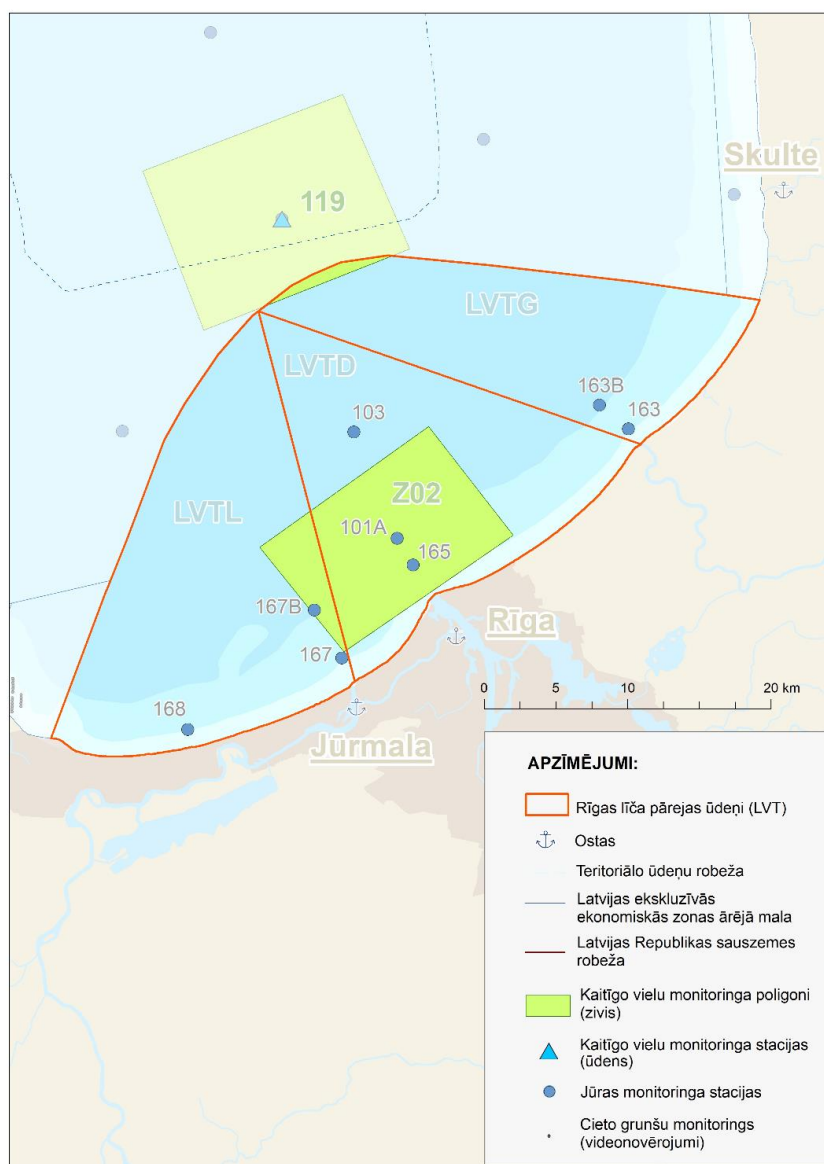 Skulte
119
LVTG
LVTD
163B
163
103
LVTL
Z02
101A
165
167B
Rīga
167
168
Jūrmala
0 5 10 20 km
APZĪMĒJUMI:
Rīgas līča pārejas ūdeņi (LVT)
Ostas
Teritoriālo ūdeņu robeža
Latvijas ekskluzīvās
ekonomiskās zonas ārējā mala
Latvijas Republikas sauszemes
robeža
Kaitīgo vielu monitoringa poligoni
(zivis)
Kaitīgo vielu monitoringa stacijas
(ūdens)
Jūras monitoringa stacijas
Cieto grunšu monitorings
(videonovērojumi)